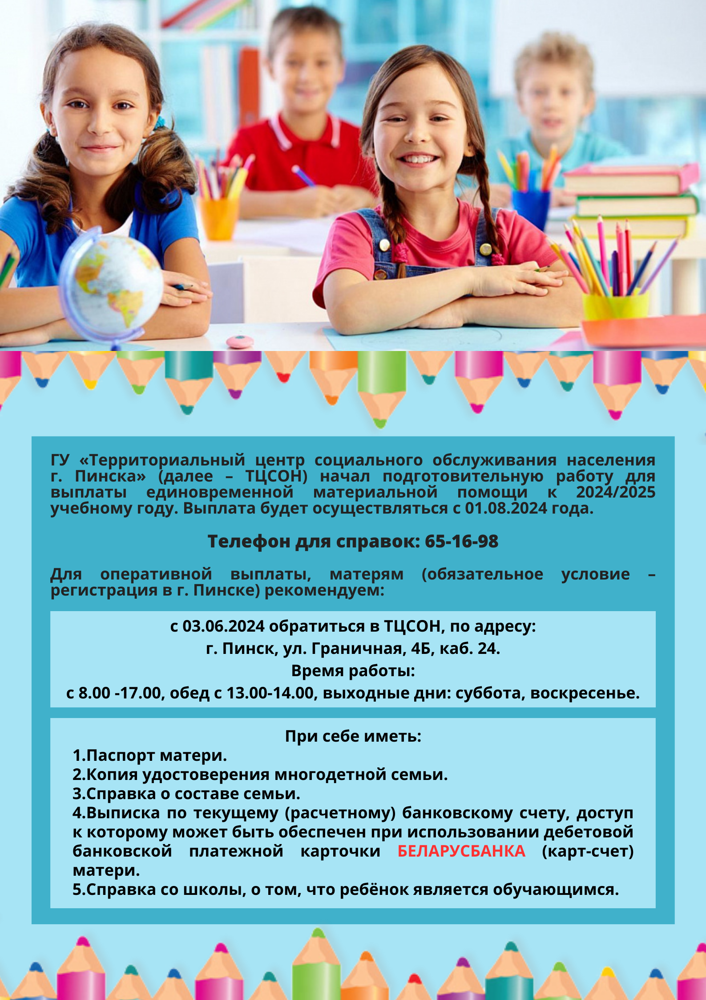 ГУ «Территориальный центр социального обслуживания населения
г. Пинска» (далее – ТЦСОН) начал подготовительную работу для
выплаты единовременной материальной помощи к 2024/2025
учебному году. Выплата будет осуществляться с 01.08.2024 года.
Телефон для справок: 65-16-98
Для оперативной выплаты, матерям (обязательное условие –
регистрация в г. Пинске) рекомендуем:
с 03.06.2024 обратиться в ТЦСОН, по адресу:
г. Пинск, ул. Граничная, 4Б, каб. 24.
Время работы:
с 8.00 -17.00, обед с 13.00-14.00, выходные дни: суббота, воскресенье.
При себе иметь:
1.Паспорт матери.
2.Копия удостоверения многодетной семьи.
3.Справка о составе семьи.
4.Выписка по текущему (расчетному) банковскому счету, доступ
к которому может быть обеспечен при использовании дебетовой
банковской платежной карточки БЕЛАРУСБАНКА (карт-счет)
матери.
5.Справка со школы, о том, что ребёнок является обучающимся.